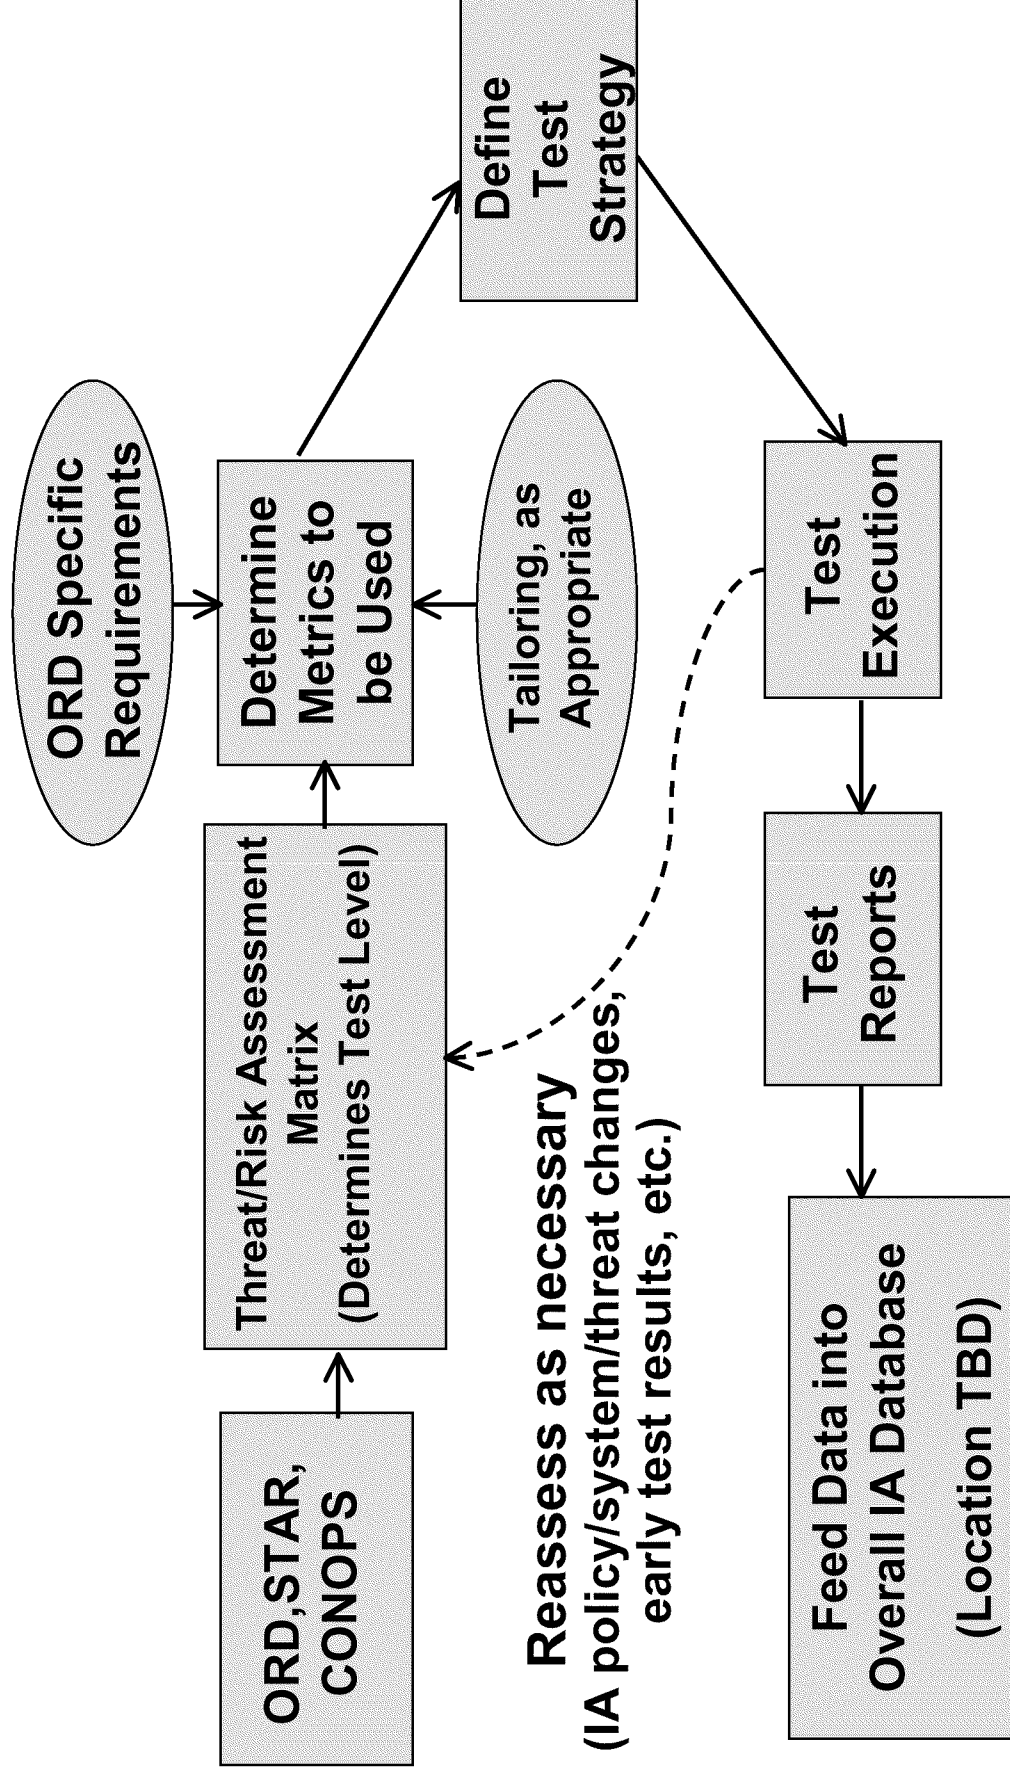 ORD Specific
Requirements
ORD,STAR,
CONOPS
Threat/Risk Assessment
Matrix
(Determines Test Level)
Determine
Metrics to
be Used
Define
Test
Strategy
Tailoring, as
Appropriate
Reassess as necessary
(IA policy/system/threat changes,
early test results, etc.)
Feed Data into
Overall IA Database
(Location TBD)
Test
Reports
Test
Execution